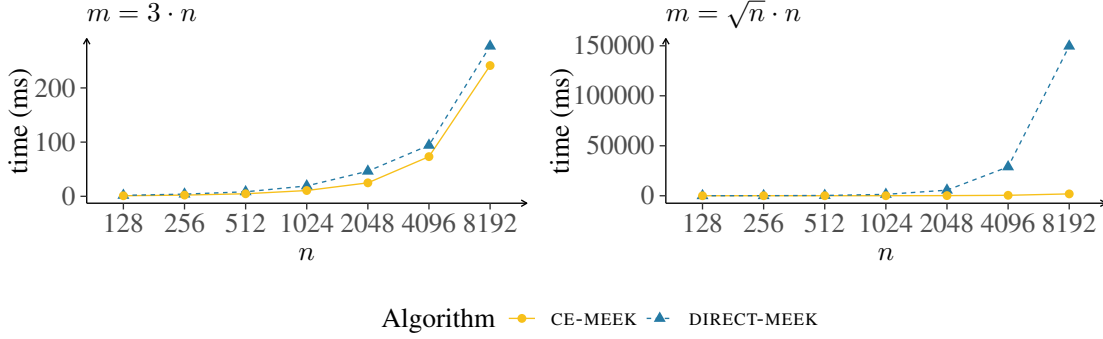 m = 3 · n
time (ms)
200
100
0
128 256 512 1024 2048 4096 8192
n
m = √n · n
time (ms)
150000
100000
50000
0
128 256 512 1024 2048 4096 8192
n
Algorithm CE-MEEK DIRECT-MEEK